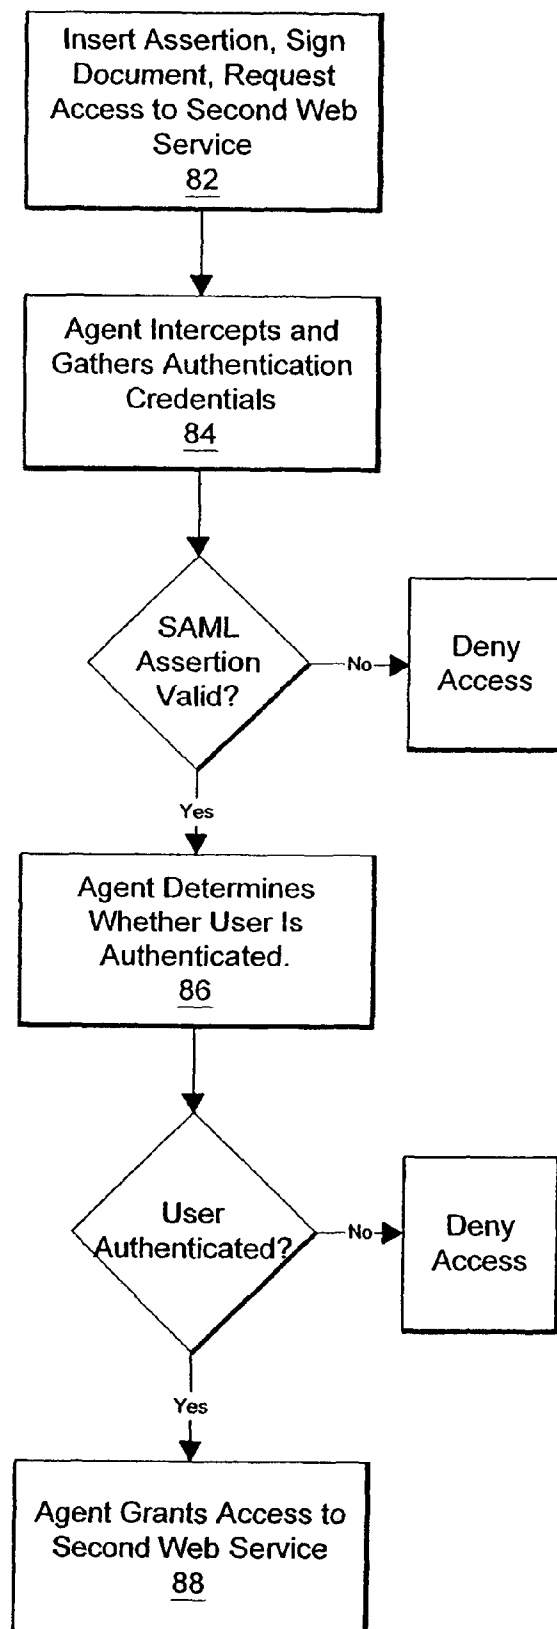 Insert Assertion, Sign
Document, Request
Access to Second Web
Service
82
Agent Intercepts and
Gathers Authentication
Credentials
84
SAML
Assertion
Valid?
No
Deny
Access
Yes
Agent Determines
Whether User Is
Authenticated.
86
User
Authenticated?
No
Deny
Access
Yes
Agent Grants Access to
Second Web Service
88